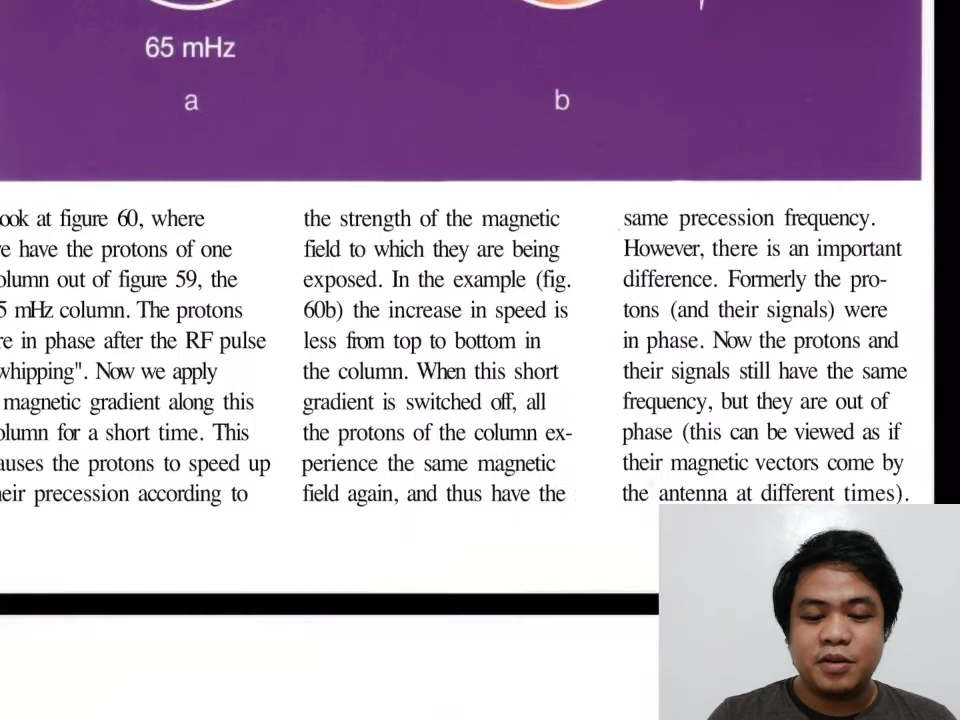 65 mHz
a
b
ook at figure 60, where
e have the protons of one
olumn out of figure 59, the
5 mHz column. The protons
re in phase after the RF pulse
whipping". Now we apply
magnetic gradient along this
olumn for a short time. This
auses the protons to speed up
eir precession according to
the strength of the magnetic
field to which they are being
exposed. In the example (fig.
60b) the increase in speed is
less from top to bottom in
the column. When this short
gradient is switched off, all
the protons of the column ex-
perience the same magnetic
field again, and thus have the
same precession frequency.
However, there is an important
difference. Formerly the pro-
tons (and their signals) were
in phase. Now the protons and
their signals still have the same
frequency, but they are out of
phase (this can be viewed as if
their magnetic vectors come by
the antenna at different times).